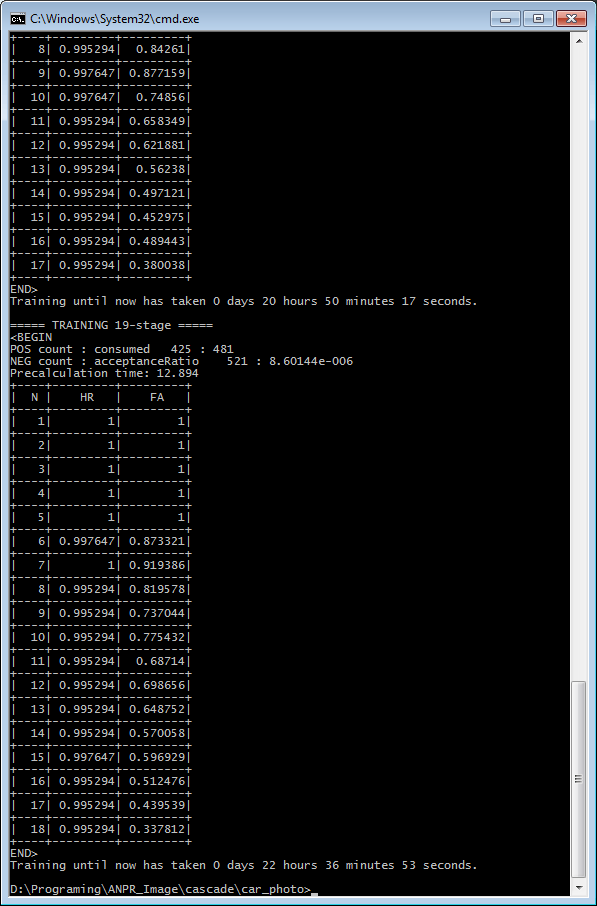 C:\Windows\System32\cmd.exe
+----+---------+---------+
|   8| 0.995294|  0.84261|
+----+---------+---------+
|   9| 0.997647| 0.877159|
+----+---------+---------+
|  10| 0.997647|  0.74856|
+----+---------+---------+
|  11| 0.995294| 0.658349|
+----+---------+---------+
|  12| 0.995294| 0.621881|
+----+---------+---------+
|  13| 0.995294|  0.56238|
+----+---------+---------+
|  14| 0.995294| 0.497121|
+----+---------+---------+
|  15| 0.995294| 0.452975|
+----+---------+---------+
|  16| 0.995294| 0.489443|
+----+---------+---------+
|  17| 0.995294| 0.380038|
+----+---------+---------+
END>
Training until now has taken 0 days 20 hours 50 minutes 17 seconds.
===== TRAINING 19-stage =====
<BEGIN
POS count : consumed   425 : 481
NEG count : acceptanceRatio    521 : 8.60144e-006
Precalculation time: 12.894
+----+---------+---------+
|  N |    HR   |    FA   |
+----+---------+---------+
|   1|        1|        1|
+----+---------+---------+
|   2|        1|        1|
+----+---------+---------+
|   3|        1|        1|
+----+---------+---------+
|   4|        1|        1|
+----+---------+---------+
|   5|        1|        1|
+----+---------+---------+
|   6| 0.997647| 0.873321|
+----+---------+---------+
|   7|        1| 0.919386|
+----+---------+---------+
|   8| 0.995294| 0.819578|
+----+---------+---------+
|   9| 0.995294| 0.737044|
+----+---------+---------+
|  10| 0.995294| 0.775432|
+----+---------+---------+
|  11| 0.995294|  0.68714|
+----+---------+---------+
|  12| 0.995294| 0.698656|
+----+---------+---------+
|  13| 0.995294| 0.648752|
+----+---------+---------+
|  14| 0.995294| 0.570058|
+----+---------+---------+
|  15| 0.997647| 0.596929|
+----+---------+---------+
|  16| 0.995294| 0.512476|
+----+---------+---------+
|  17| 0.995294| 0.439539|
+----+---------+---------+
|  18| 0.995294| 0.337812|
+----+---------+---------+
END>
Training until now has taken 0 days 22 hours 36 minutes 53 seconds.
D:\Programing\ANPR_Image\cascade\car_photo>_